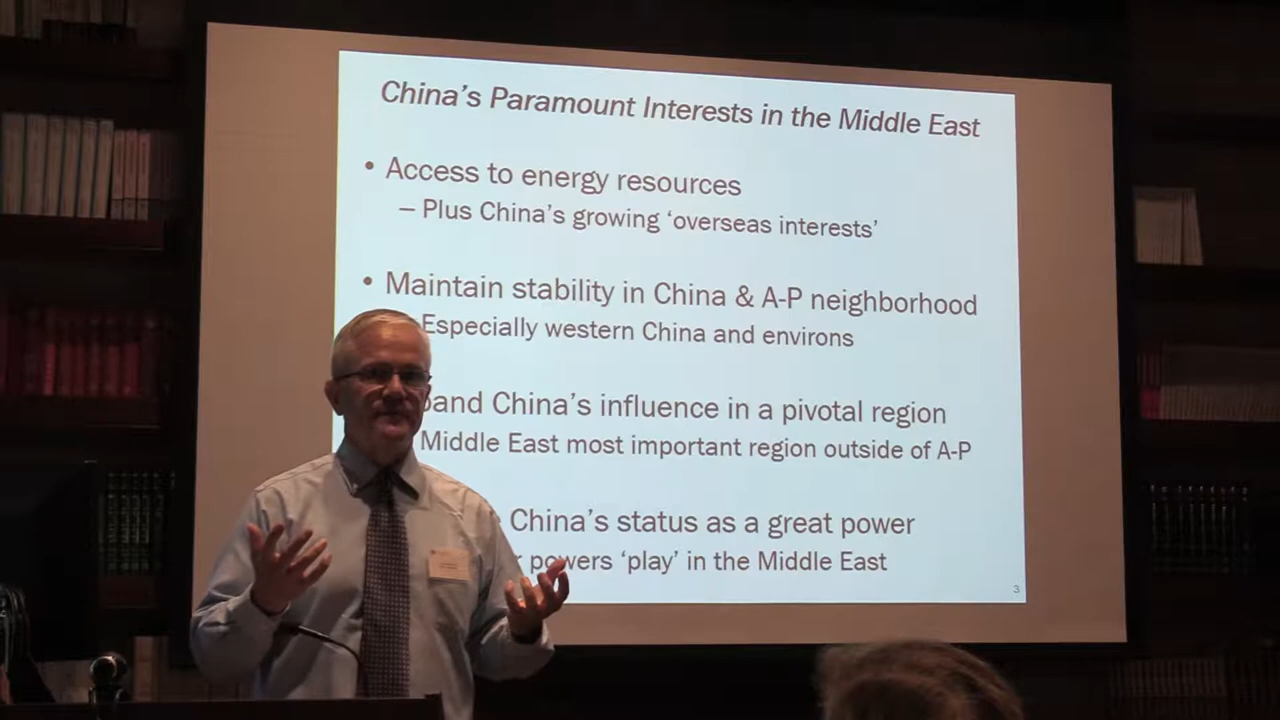 China's Paramount Interests in the Middle East
• Access to energy resources
– Plus China's growing 'overseas interests'
• Maintain stability in China & A-P neighborhood
Especially western China and environs
and China's influence in a pivotal region
Middle East most important region outside of A-P
China's status as a great power
powers 'play' in the Middle East
3